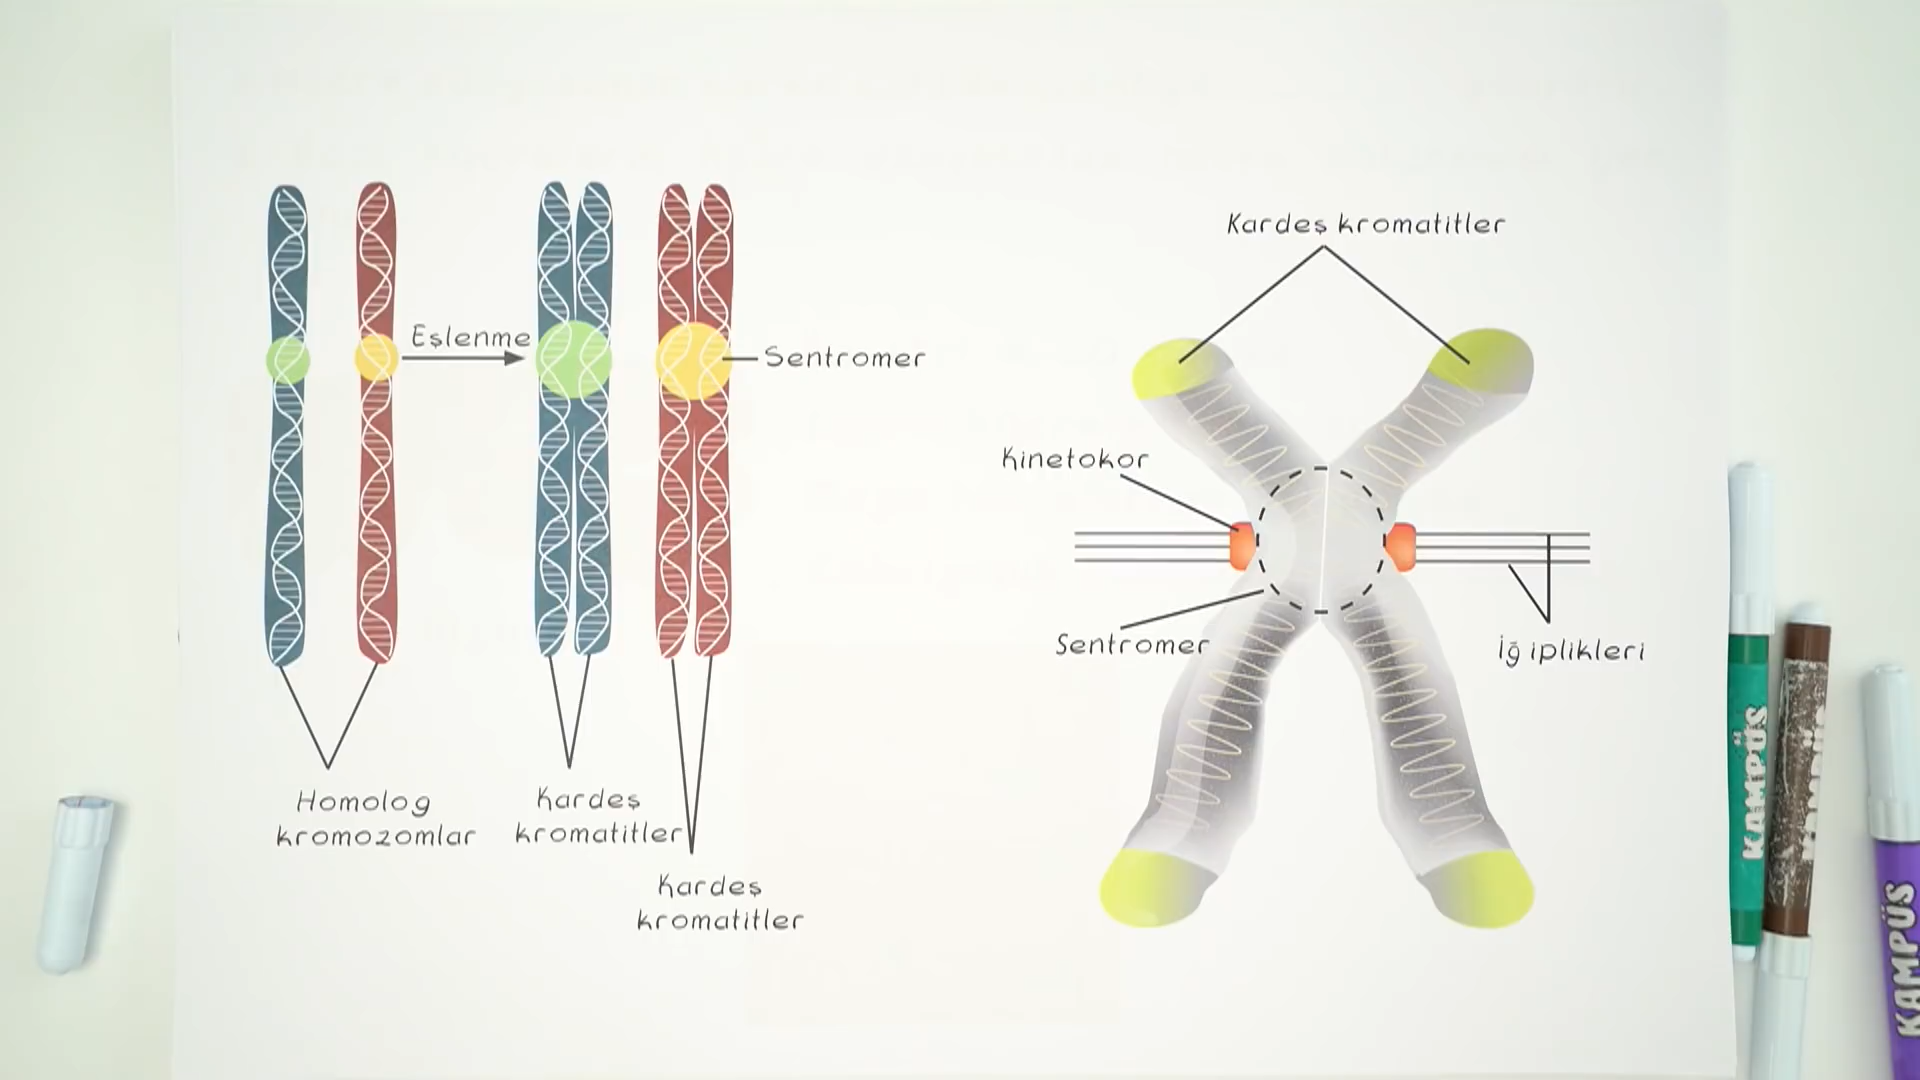 Eşlenme
Sentromer
Homolog
kromozomlar
Kardeş
kromatitler
Kardeş
kromatitler
Kardeş kromatitler
Kinetokor
Sentromer
İğ iplikleri
KAMPÜS
KAMPÜS
KAMPÜS